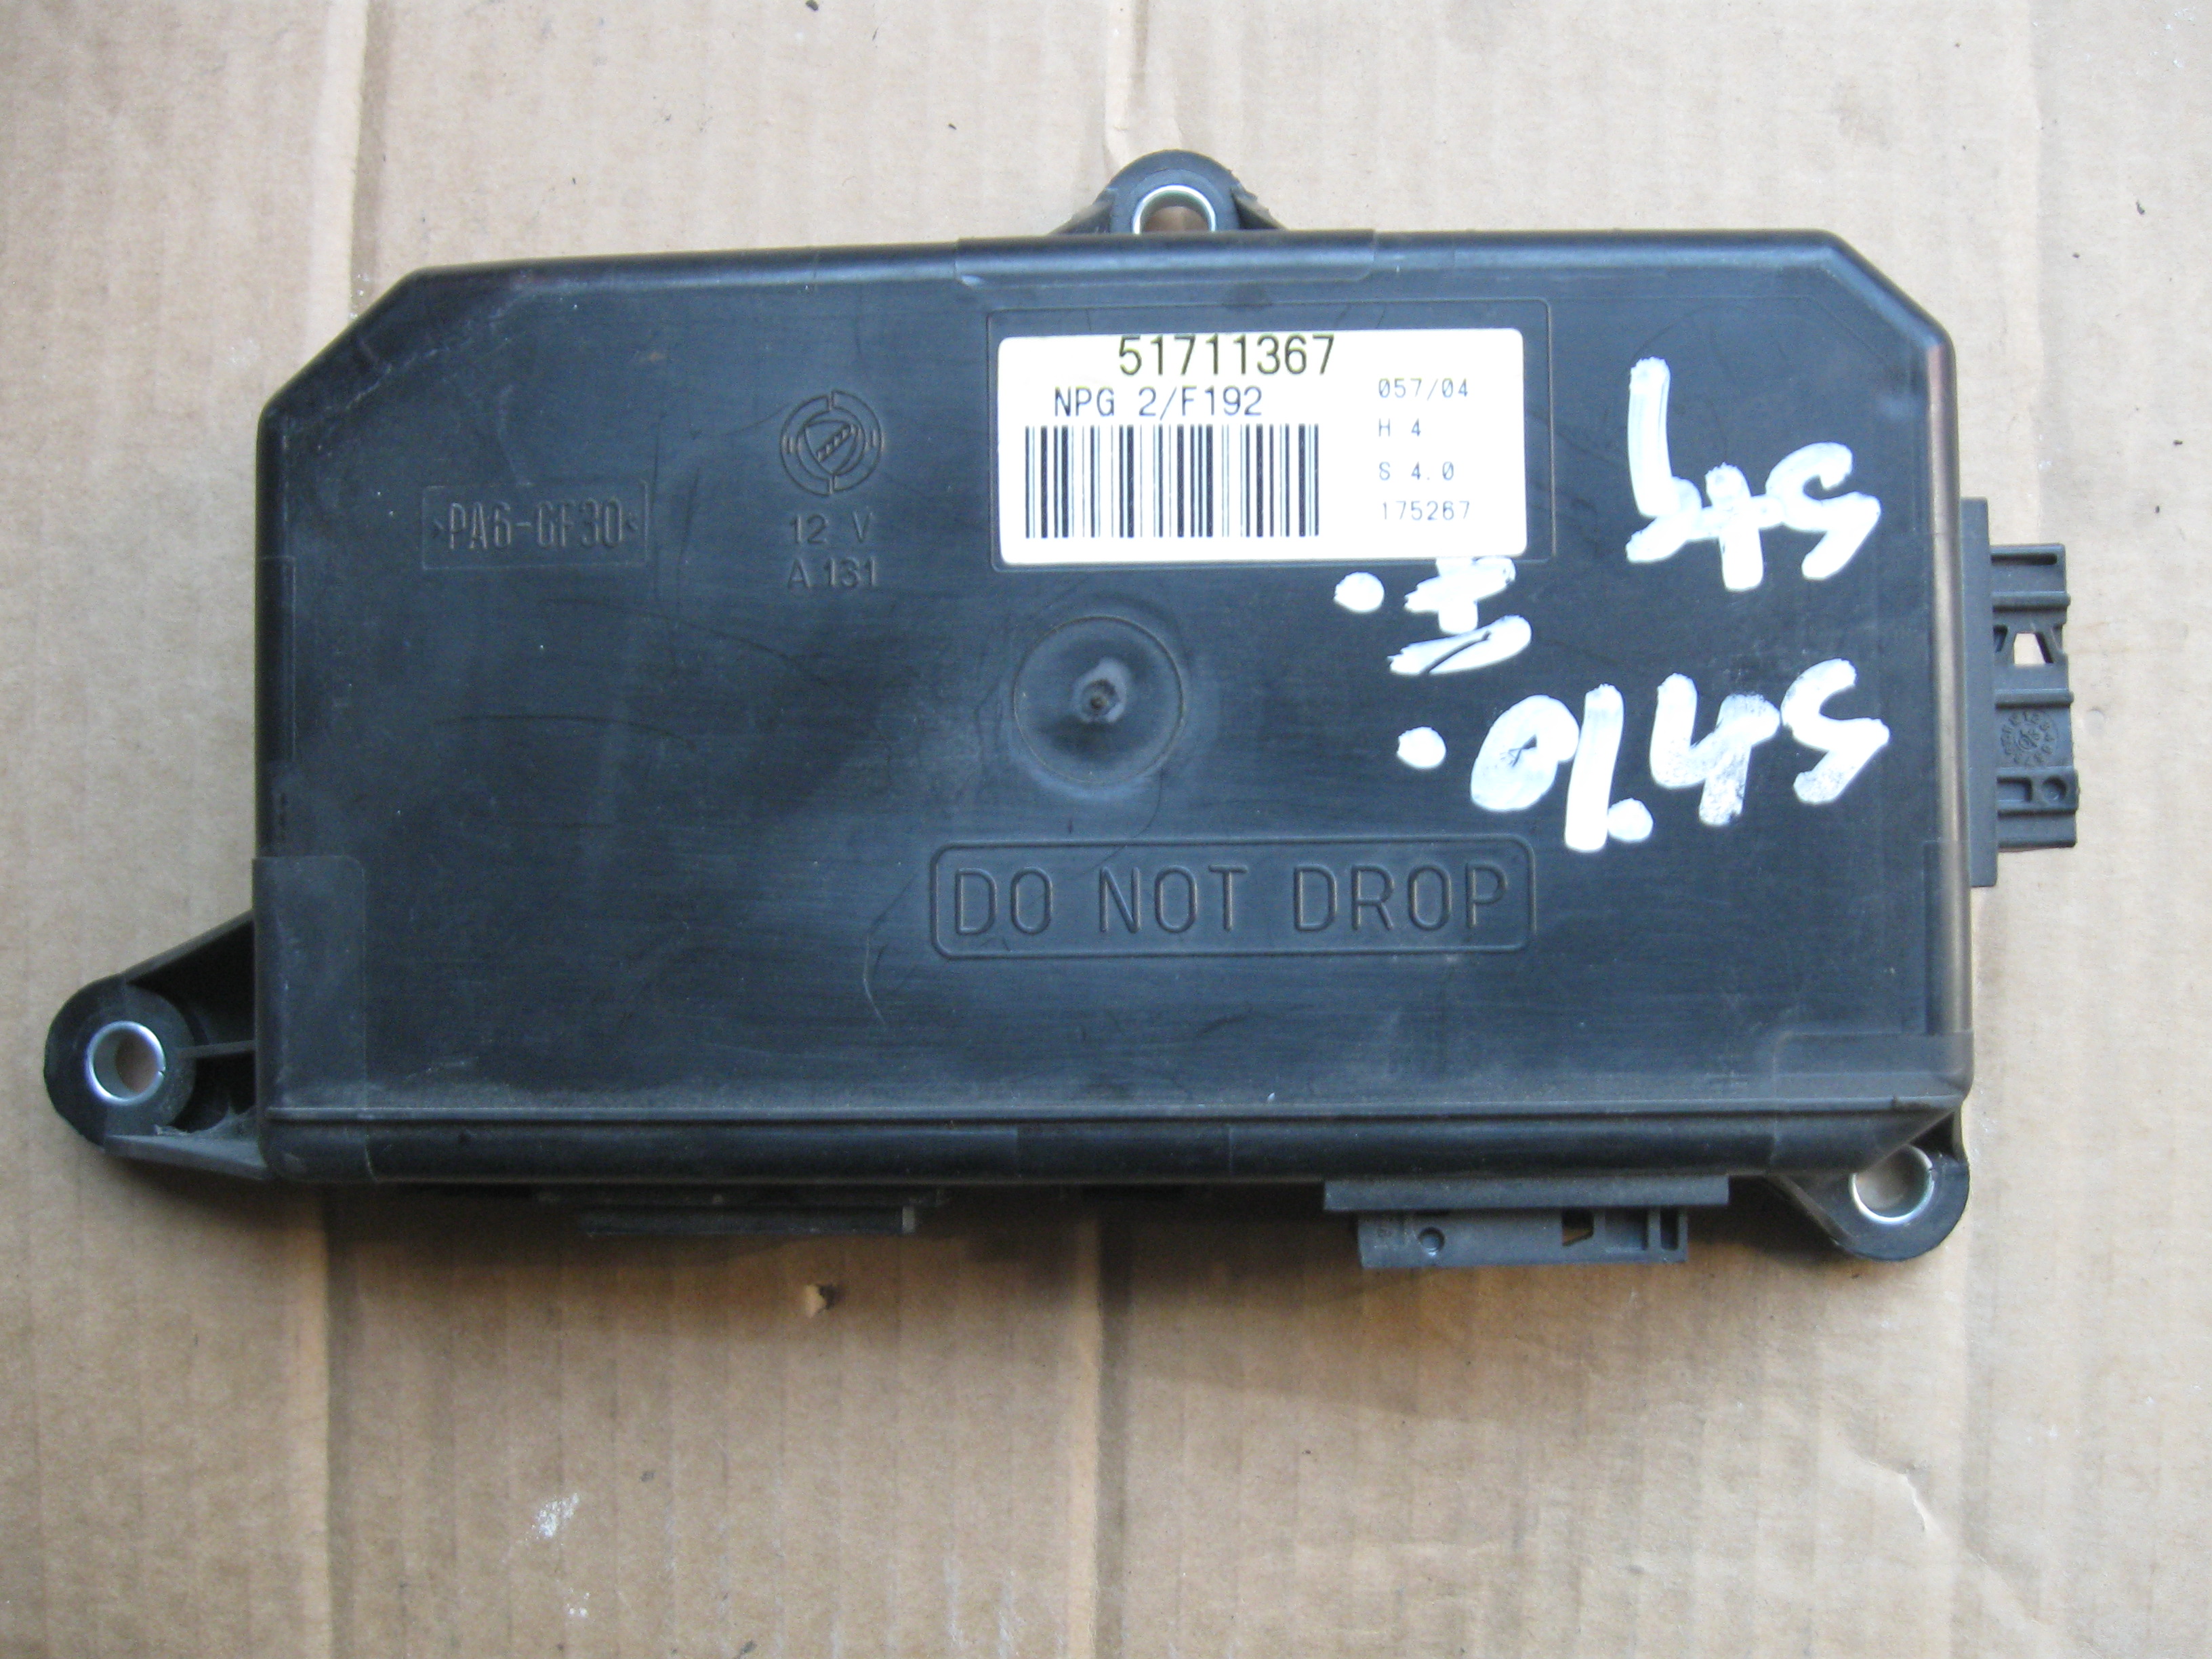 51711367
NPG 2/F192
057/04
H 4
S 4.0
175267
>PA6-GF30<
12 V
A 131
DO NOT DROP